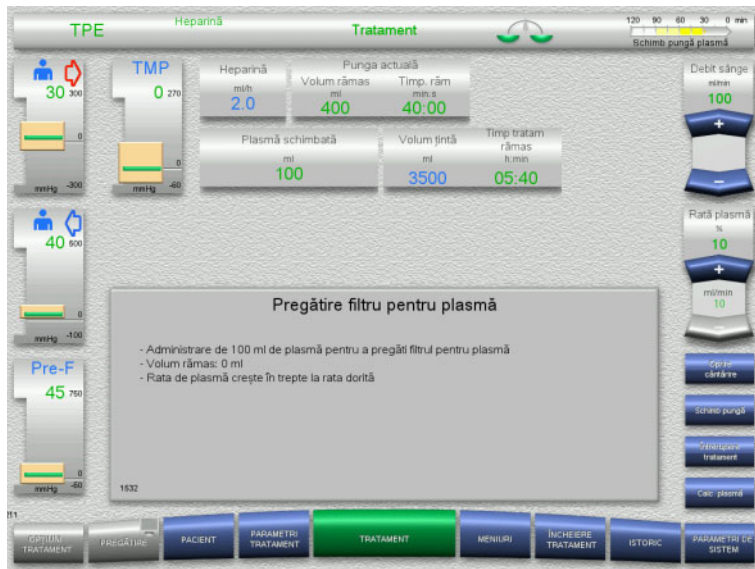 TPE
Heparină
Tratament
120 90 60 30 0 min
Schimb pungă plasmă
30 300
0
mmHg -300
TMP
0 270
0
mmHg -60
Heparină
ml/h
2.0
Punga actuală
Volum rămas Timp. răm
ml min:s
400 40:00
Plasmă schimbată
ml
100
Volum țintă
ml
3500
Timp tratam
rămas
h:min
05:40
Debit sânge
ml/min
100
+
–
40 500
0
mmHg -100
Rată plasmă
%
10
+
ml/min
10
–
Pre-F
45 750
0
mmHg -50
Pregătire filtru pentru plasmă
- Administrare de 100 ml de plasmă pentru a pregăti filtrul pentru plasmă
- Volum rămas: 0 ml
- Rata de plasmă crește în trepte la rata dorită
1532
Oprire
cântărire
Schimb pungă
Întrerupere
tratament
Calc. plasmă
OPȚIUNI
TRATAMENT
PREGĂTIRE
PACIENT
PARAMETRI
TRATAMENT
TRATAMENT
MENIURI
ÎNCHEIERE
TRATAMENT
ISTORIC
PARAMETRI DE
SISTEM